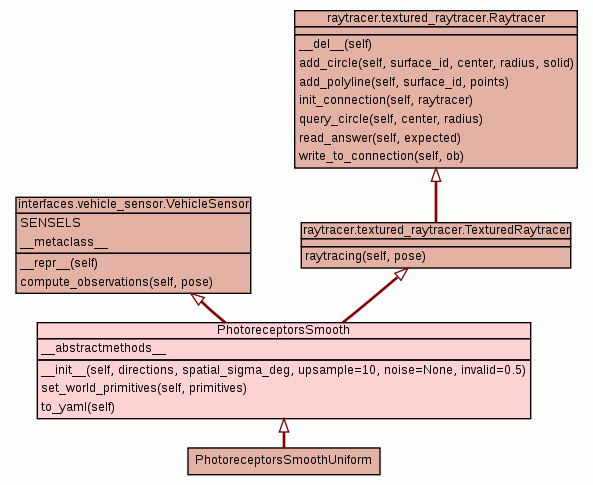 raytracer.textured_raytracer.Raytracer
__del__(self)
add_circle(self, surface_id, center, radius, solid)
add_polyline(self, surface_id, points)
init_connection(self, raytracer)
query_circle(self, center, radius)
read_answer(self, expected)
write_to_connection(self, ob)
interfaces.vehicle_sensor.VehicleSensor
SENSELS
__metaclass__
__repr__(self)
compute_observations(self, pose)
raytracer.textured_raytracer.TexturedRaytracer
raytracing(self, pose)
PhotoreceptorsSmooth
__abstractmethods__
__init__(self, directions, spatial_sigma_deg, upsample=10, noise=None, invalid=0.5)
set_world_primitives(self, primitives)
to_yaml(self)
PhotoreceptorsSmoothUniform